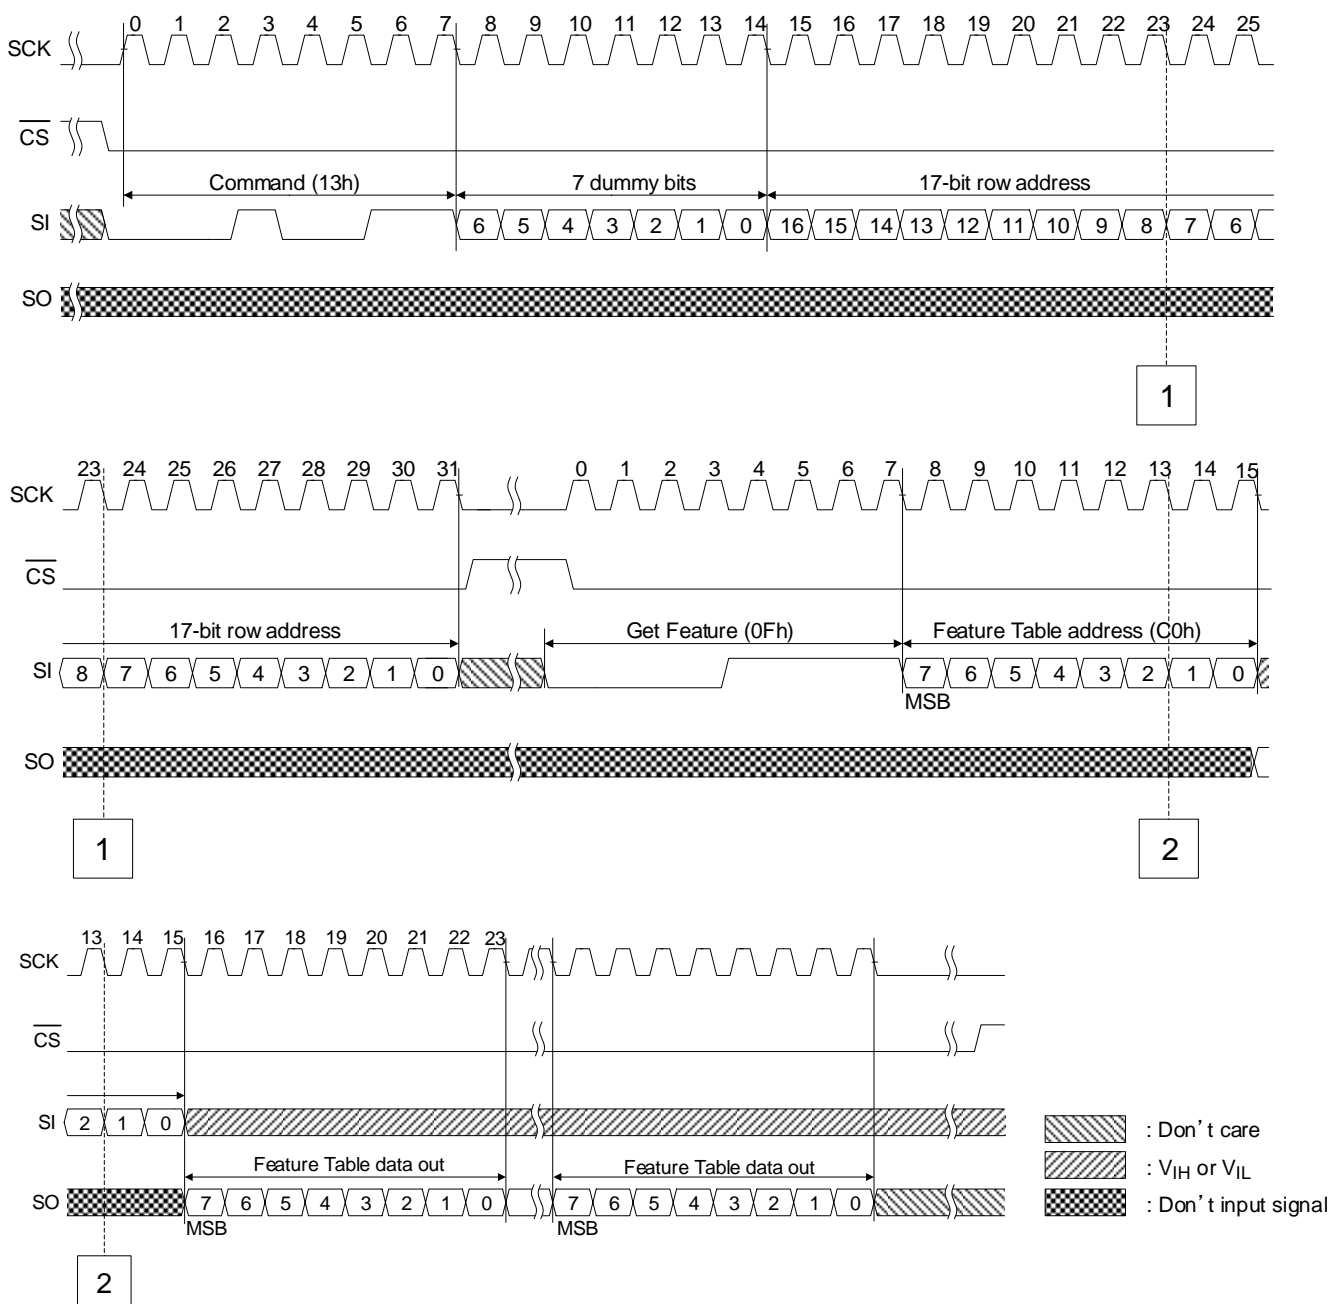 0 1 2 3 4 5 6 7 8 9 10 11 12 13 14 15 16 17 18 19 20 21 22 23 24 25
SCK
CS
Command (13h) 7 dummy bits 17-bit row address
SI 6 5 4 3 2 1 0 16 15 14 13 12 11 10 9 8 7 6
SO
1
23 24 25 26 27 28 29 30 31 0 1 2 3 4 5 6 7 8 9 10 11 12 13 14 15
SCK
CS
17-bit row address Get Feature (0Fh) Feature Table address (C0h)
SI 8 7 6 5 4 3 2 1 0 7 6 5 4 3 2 1 0
MSB
SO
1 2
13 14 15 16 17 18 19 20 21 22 23
SCK
CS
SI 2 1 0
: Don't care
: VIH or VIL
Feature Table data out Feature Table data out
SO 7 6 5 4 3 2 1 0 7 6 5 4 3 2 1 0
: Don't input signal
MSB MSB
2